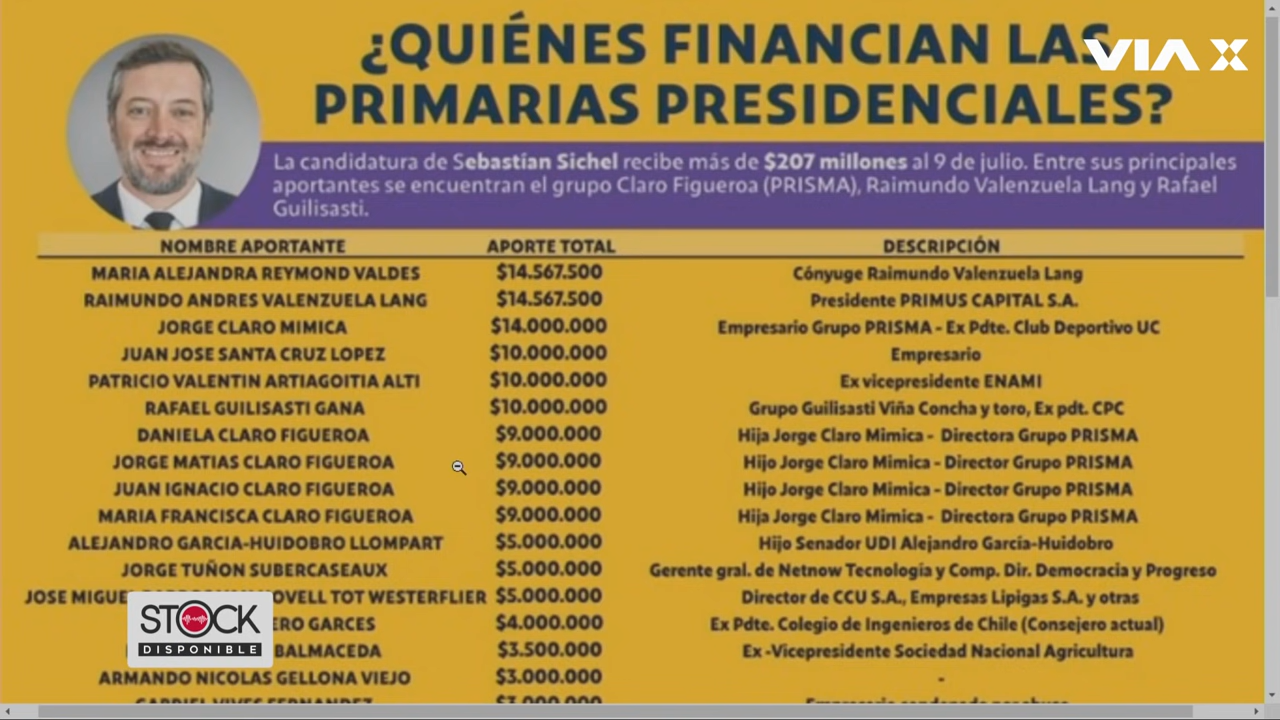 ¿QUIÉNES FINANCIAN LAS
PRIMARIAS PRESIDENCIALES?
VIA X
La candidatura de Sebastían Sichel recibe más de $207 millones al 9 de julio. Entre sus principales
aportantes se encuentran el grupo Claro Figueroa (PRISMA), Raimundo Valenzuela Lang y Rafael
Guilisasti.
NOMBRE APORTANTE APORTE TOTAL DESCRIPCIÓN
MARIA ALEJANDRA REYMOND VALDES $14.567.500 Cónyuge Raimundo Valenzuela Lang
RAIMUNDO ANDRES VALENZUELA LANG $14.567.500 Presidente PRIMUS CAPITAL S.A.
JORGE CLARO MIMICA $14.000.000 Empresario Grupo PRISMA - Ex Pdte. Club Deportivo UC
JUAN JOSE SANTA CRUZ LOPEZ $10.000.000 Empresario
PATRICIO VALENTIN ARTIAGOITIA ALTI $10.000.000 Ex vicepresidente ENAMI
RAFAEL GUILISASTI GANA $10.000.000 Grupo Guilisasti Viña Concha y toro, Ex pdt. CPC
DANIELA CLARO FIGUEROA $9.000.000 Hija Jorge Claro Mimica - Directora Grupo PRISMA
JORGE MATIAS CLARO FIGUEROA $9.000.000 Hijo Jorge Claro Mimica - Director Grupo PRISMA
JUAN IGNACIO CLARO FIGUEROA $9.000.000 Hijo Jorge Claro Mimica - Director Grupo PRISMA
MARIA FRANCISCA CLARO FIGUEROA $9.000.000 Hijo Jorge Claro Mimica - Directora Grupo PRISMA
ALEJANDRO GARCIA-HUIDOBRO LLOMPART $5.000.000 Hijo Senador UDI Alejandro García-Huidobro
JORGE TUÑON SUBERCASEAUX $5.000.000 Gerente gral. de Netnow Tecnología y Comp. Dir. Democracia y Progreso
JOSE TOT WESTERFLIER $5.000.000 Director de CCU S.A., Empresas Lipigas S.A. y otras
GARCES $4.000.000 Ex Pdte. Colegio de Ingenieros de Chile (Consejero actual)
BALMACEDA $3.500.000 Ex -Vicepresidente Sociedad Nacional Agricultura
ARMANDO NICOLAS GELLONA VIEJO $3.000.000 -
STOCK
DISPONIBLE